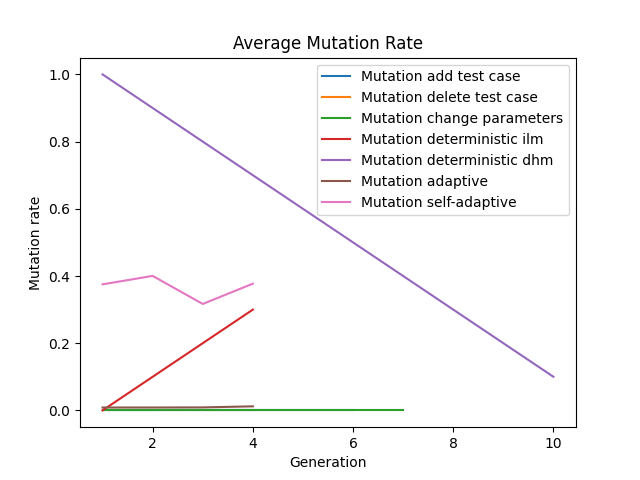 Average Mutation Rate
Mutation add test case
Mutation delete test case
Mutation change parameters
Mutation deterministic ilm
Mutation deterministic dhm
Mutation adaptive
Mutation self-adaptive
Mutation rate
1.0
0.8
0.6
0.4
0.2
0.0
2
4
6
8
10
Generation